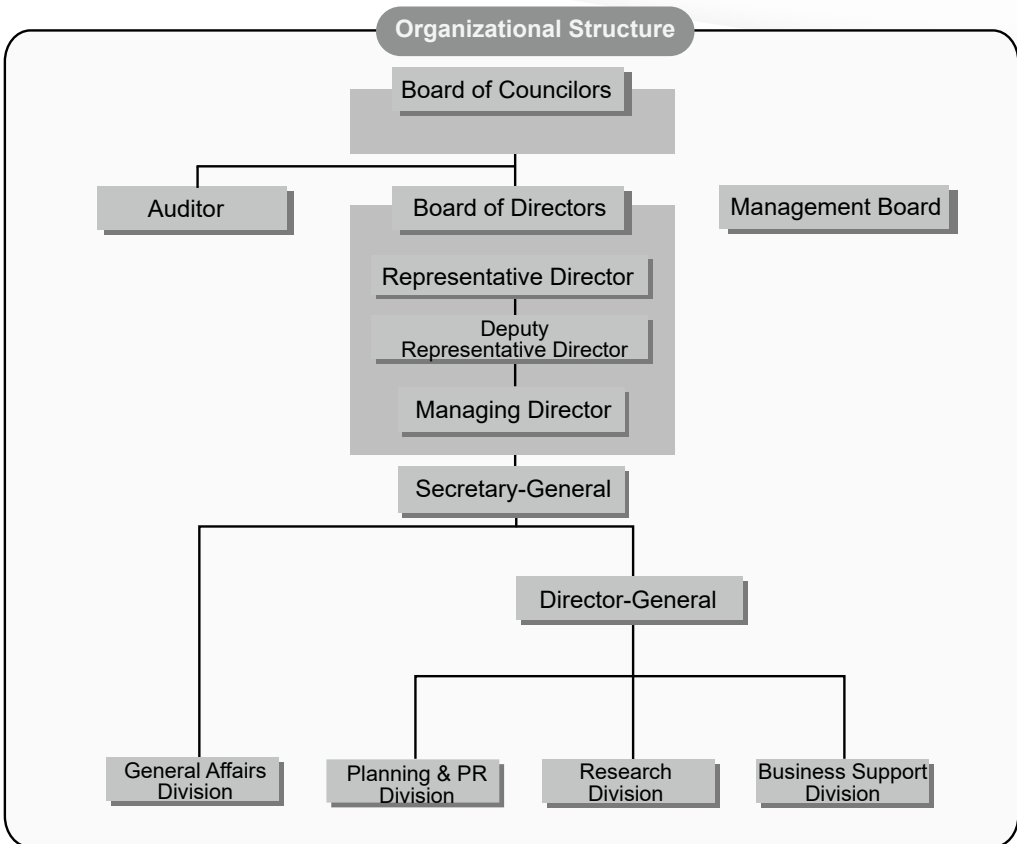 Organizational Structure
Board of Councilors
Auditor
Board of Directors
Management Board
Representative Director
Deputy
Representative Director
Managing Director
Secretary-General
Director-General
General Affairs
Division
Planning & PR
Division
Research
Division
Business Support
Division